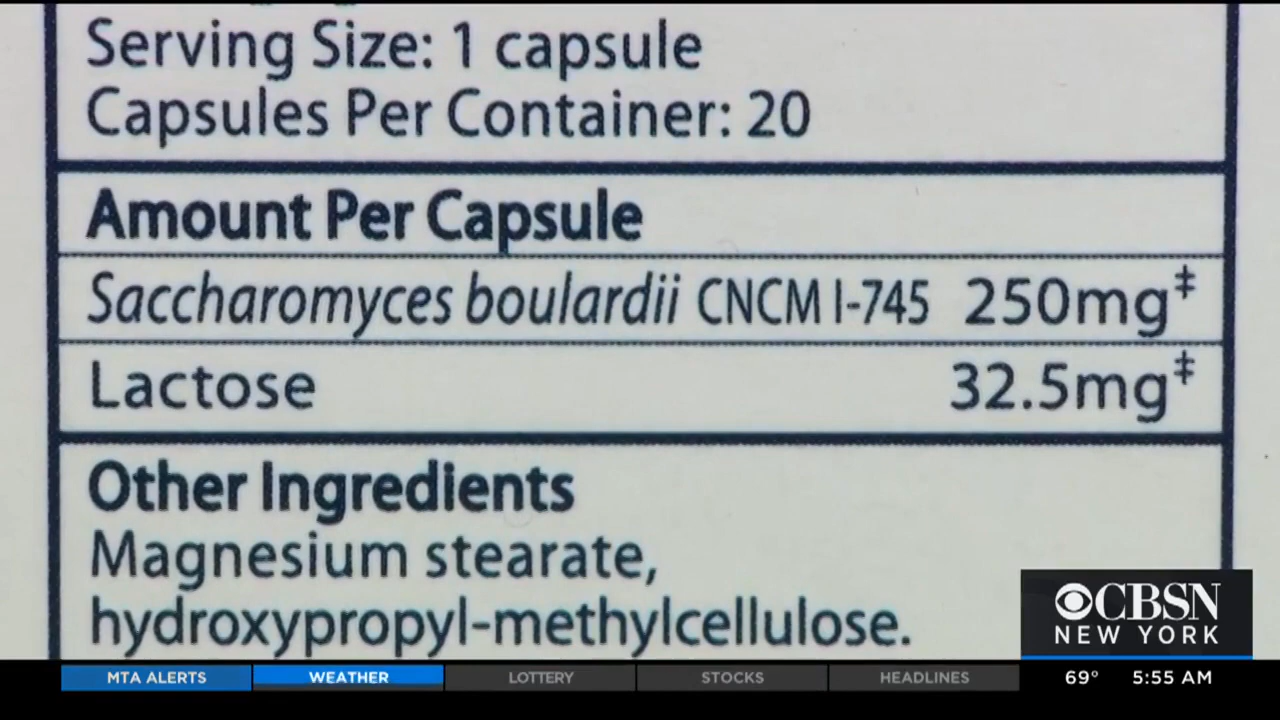 Serving Size: 1 capsule
Capsules Per Container: 20
Amount Per Capsule
Saccharomyces boulardii CNCM I-745 250mg‡
Lactose 32.5mg‡
Other Ingredients
Magnesium stearate,
hydroxypropyl-methylcellulose.
CBSN
NEW YORK
MTA ALERTS WEATHER LOTTERY STOCKS HEADLINES 69° 5:55 AM